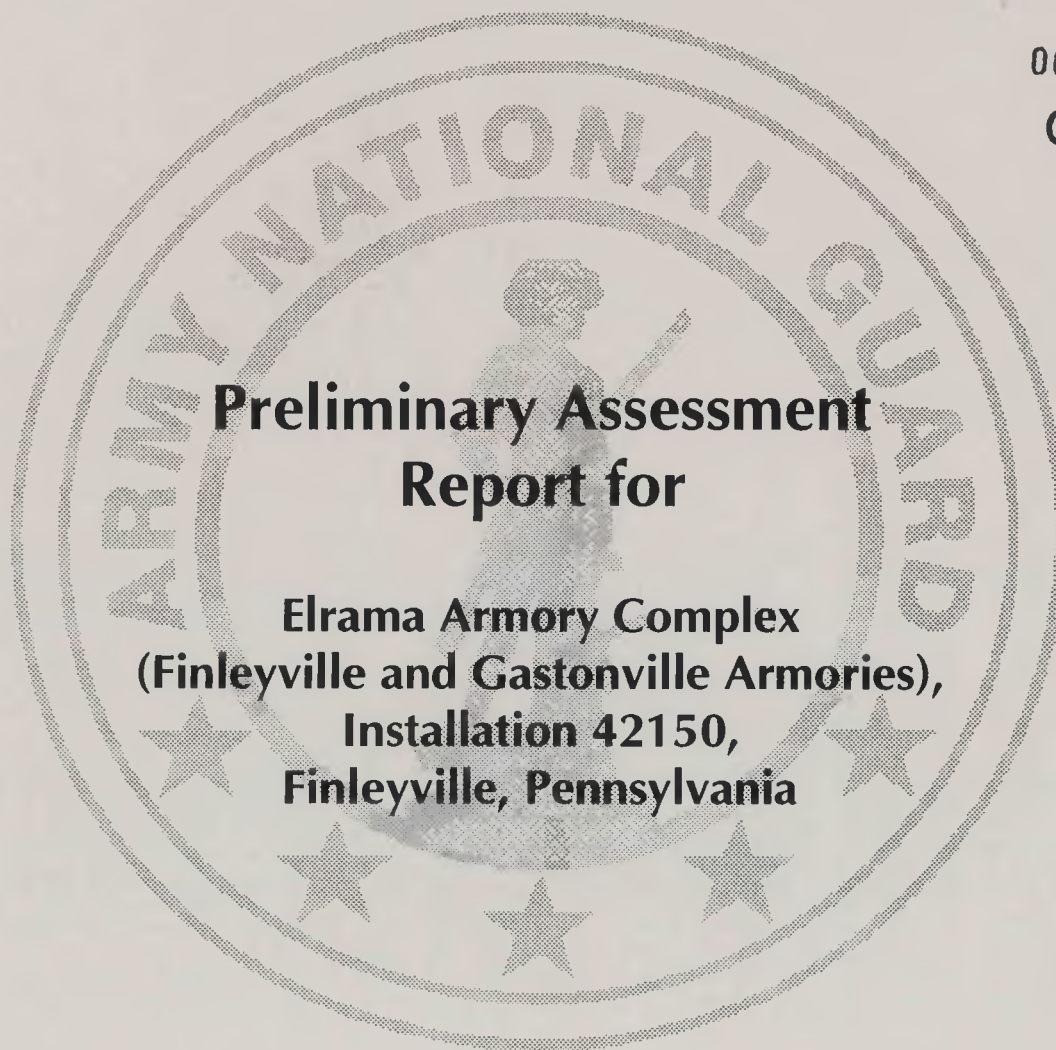 ARMY NATIONAL GUARD
Preliminary Assessment
Report for
Elrama Armory Complex
(Finleyville and Gastonville Armories),
Installation 42150,
Finleyville, Pennsylvania